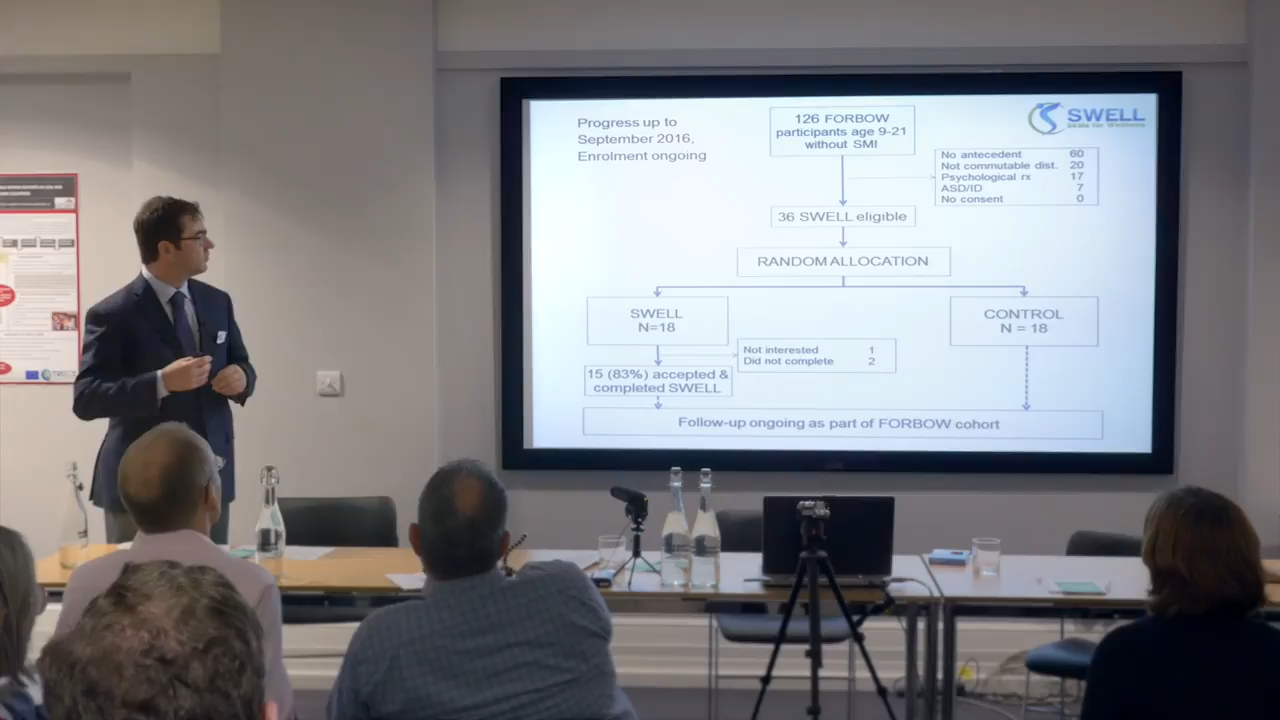 Progress up to
September 2016,
Enrolment ongoing
126 FORBOW
participants age 9-21
without SMI
SWELL
Skills for Wellness
No antecedent 60
Not commutable dist. 20
Psychological rx 17
ASD/ID 7
No consent 0
36 SWELL eligible
RANDOM ALLOCATION
SWELL
N=18
CONTROL
N = 18
Not interested 1
Did not complete 2
15 (83%) accepted &
completed SWELL
Follow-up ongoing as part of FORBOW cohort